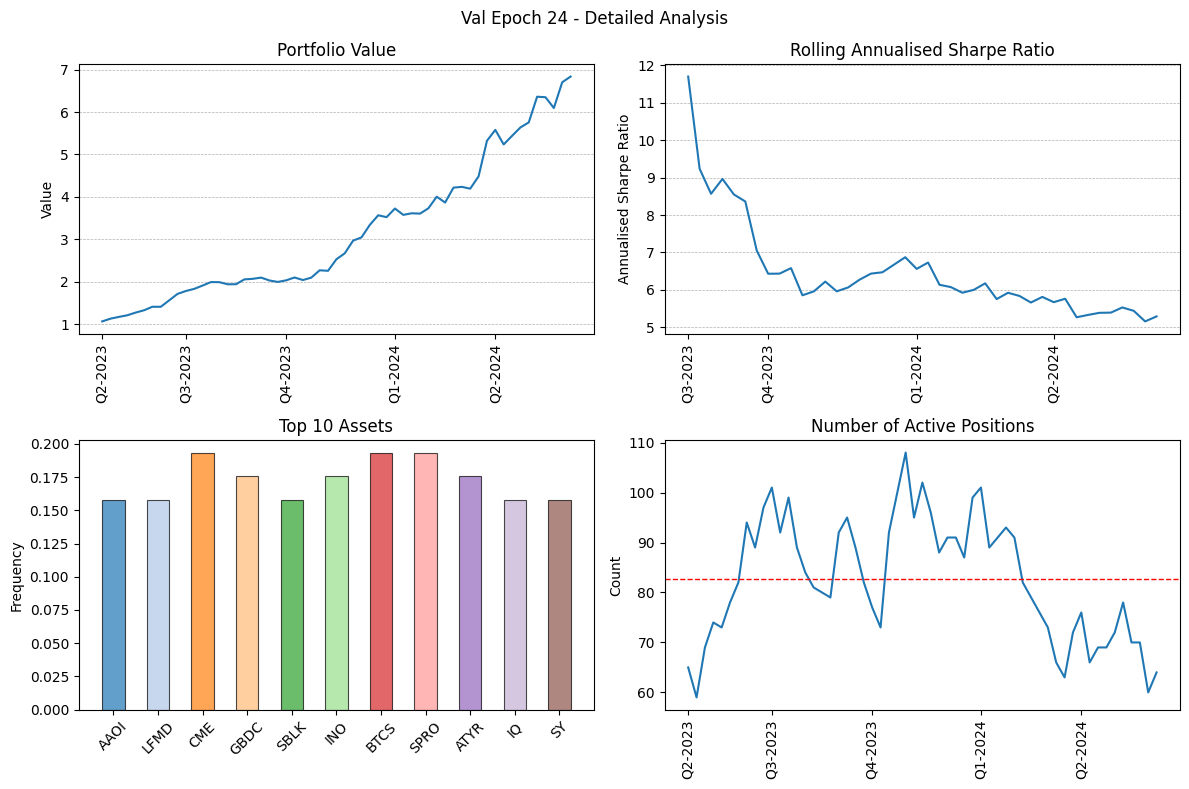 Val Epoch 24 - Detailed Analysis
Portfolio Value
Value
7
6
5
4
3
2
1
Q2-2023
Q3-2023
Q4-2023
Q1-2024
Q2-2024
Rolling Annualised Sharpe Ratio
Annualised Sharpe Ratio
12
11
10
9
8
7
6
5
Q3-2023
Q4-2023
Q1-2024
Q2-2024
Top 10 Assets
Frequency
0.200
0.175
0.150
0.125
0.100
0.075
0.050
0.025
0.000
AAOI
LFMD
CME
GBDC
SBLK
INO
BTCS
SPRO
ATYR
IQ
SY
Number of Active Positions
Count
110
100
90
80
70
60
Q2-2023
Q3-2023
Q4-2023
Q1-2024
Q2-2024